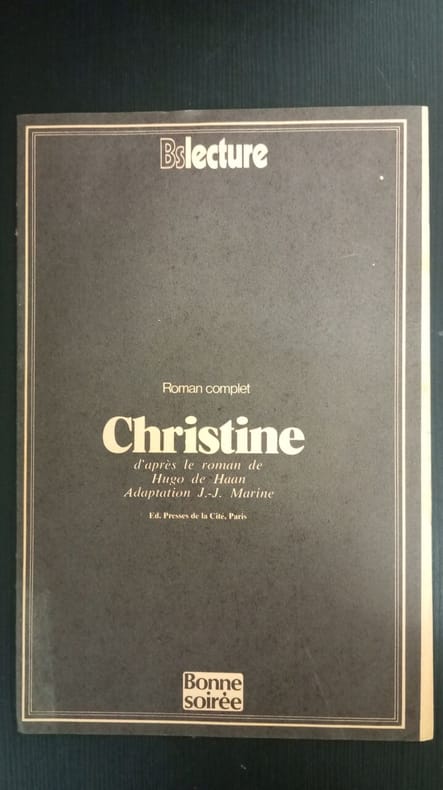 Bslecture
Roman complet
Christine
d'après le roman de
Hugo de Haan
Adaptation J.-J. Marine
Ed. Presses de la Cité, Paris
Bonne
soirée